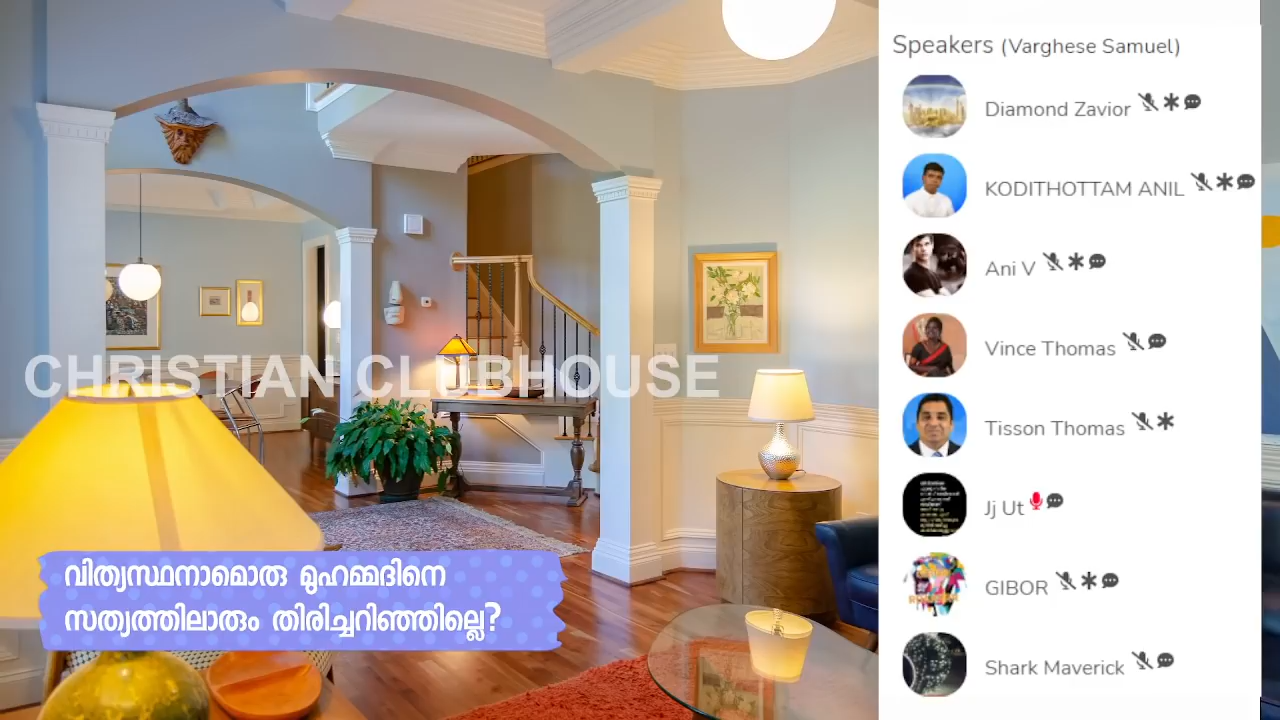 Speakers (Varghese Samuel)
Diamond Zavior
KODITHOTTAM ANIL
Ani V
Vince Thomas
Tisson Thomas
Jj Ut
GIBOR
Shark Maverick
CHRISTIAN CLUBHOUSE
വിത്യസ്ഥനാമൊരു മുഹമ്മദിനെ
സത്യത്തിലാരും തിരിച്ചറിഞ്ഞില്ലെ?